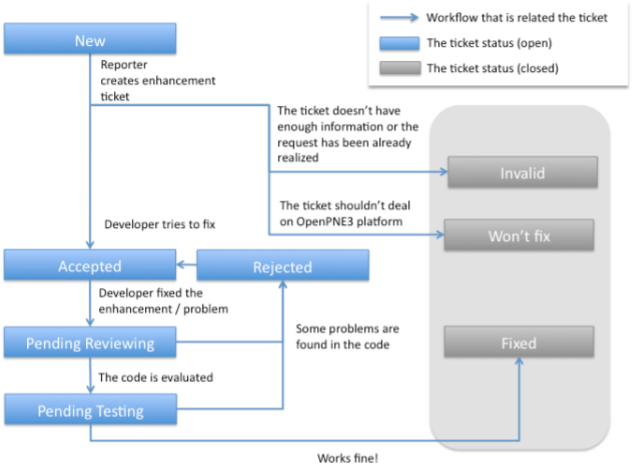 Workflow that is related the ticket
The ticket status (open)
The ticket status (closed)
New
Reporter
creates enhancement
ticket
The ticket doesn't have
enough information or the
request has been already
realized
Invalid
The ticket shouldn't deal
on OpenPNE3 platform
Won't fix
Developer tries to fix
Accepted
Rejected
Developer fixed the
enhancement / problem
Some problems are
found in the code
Pending Reviewing
Fixed
The code is evaluated
Pending Testing
Works fine!